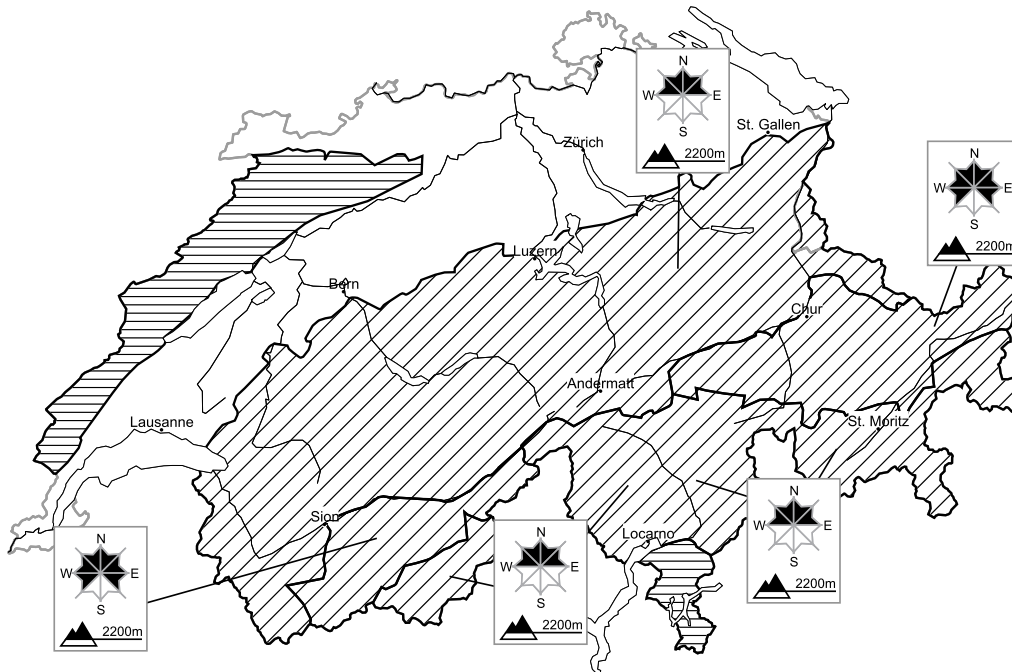 N
W E
S
2200m
St. Gallen
Zürich
N
W E
S
2200m
Luzern
Bern
Chur
Andermatt
Lausanne
St. Moritz
N
W E
S
2200m
Sion
Locarno
N
W E
S
2200m
N
W E
S
2200m